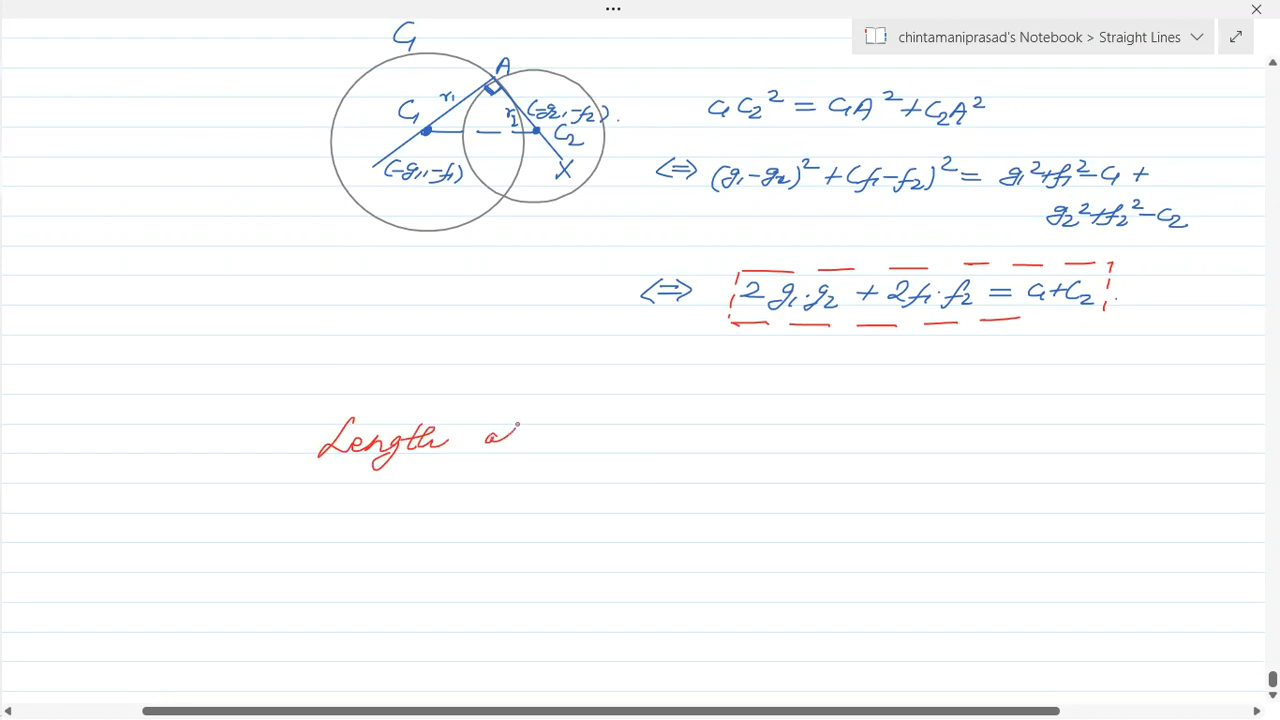 ...
chintamaniprasad's Notebook > Straight Lines
C₁
A
r₁
C₁
r₂
(-g₂,-f₂).
C₂
(-g₁,-f₁)
X
C₁C₂² = C₁A² + C₂A²
⇔ (g₁-g₂)² + (f₁-f₂)² = g₁²+f₁²-c₁ +
g₂²+f₂²-c₂
⇔ 2g₁.g₂ + 2f₁.f₂ = c₁+c₂.
Length